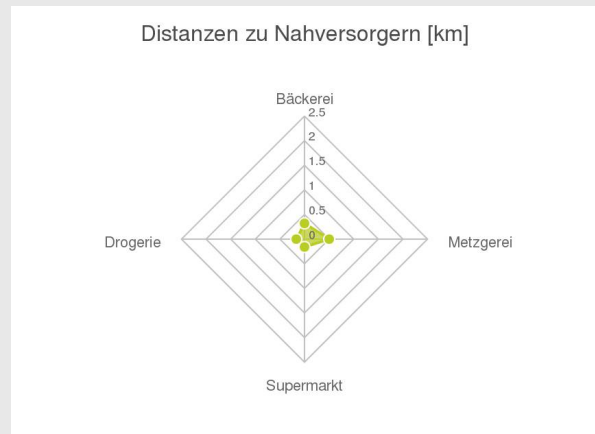 Distanzen zu Nahversorgern [km]
Bäckerei
2.5
2
1.5
1
0.5
0
Drogerie
Metzgerei
Supermarkt